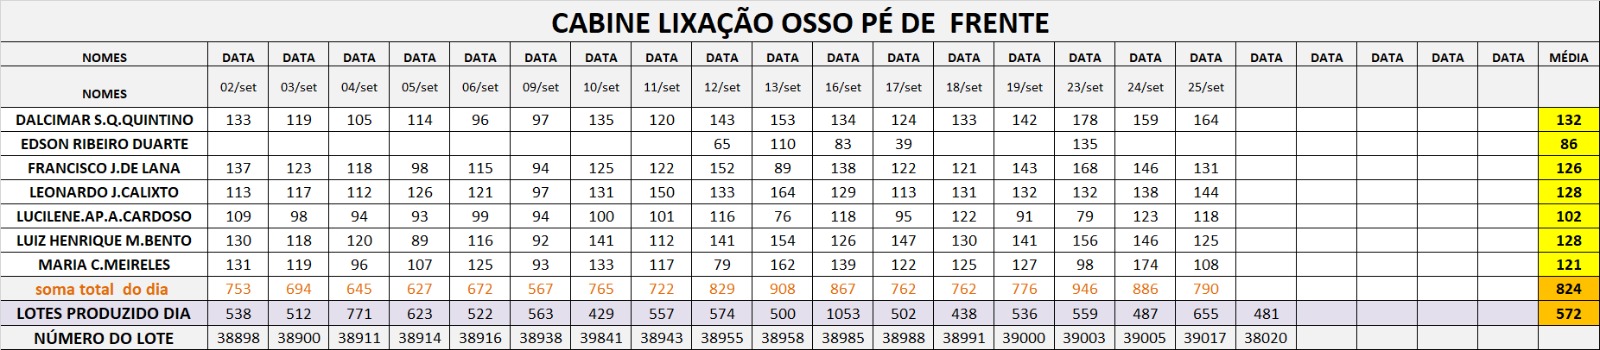 CABINE LIXAÇÃO OSSO PÉ DE FRENTE
NOMES DATA DATA DATA DATA DATA DATA DATA DATA DATA DATA DATA DATA DATA DATA DATA DATA DATA DATA DATA DATA DATA DATA MÉDIA
NOMES 02/set 03/set 04/set 05/set 06/set 09/set 10/set 11/set 12/set 13/set 16/set 17/set 18/set 19/set 23/set 24/set 25/set
DALCIMAR S.Q.QUINTINO 133 119 105 114 96 97 135 120 143 153 134 124 133 142 178 159 164 132
EDSON RIBEIRO DUARTE 65 110 83 39 135 86
FRANCISCO J.DE LANA 137 123 118 98 115 94 125 122 152 89 138 122 121 143 168 146 131 126
LEONARDO J.CALIXTO 113 117 112 126 121 97 131 150 133 164 129 113 131 132 132 138 144 128
LUCILENE.AP.A.CARDOSO 109 98 94 93 99 94 100 101 116 76 118 95 122 91 79 123 118 102
LUIZ HENRIQUE M.BENTO 130 118 120 89 116 92 141 112 141 154 126 147 130 141 156 146 125 128
MARIA C.MEIRELES 131 119 96 107 125 93 133 117 79 162 139 122 125 127 98 174 108 121
soma total do dia 753 694 645 627 672 567 765 722 829 908 867 762 762 776 946 886 790 824
LOTES PRODUZIDO DIA 538 512 771 623 522 563 429 557 574 500 1053 502 438 536 559 487 655 481 572
NÚMERO DO LOTE 38898 38900 38911 38914 38916 38938 39841 38943 38955 38958 38985 38988 38991 39000 39003 39005 39017 38020